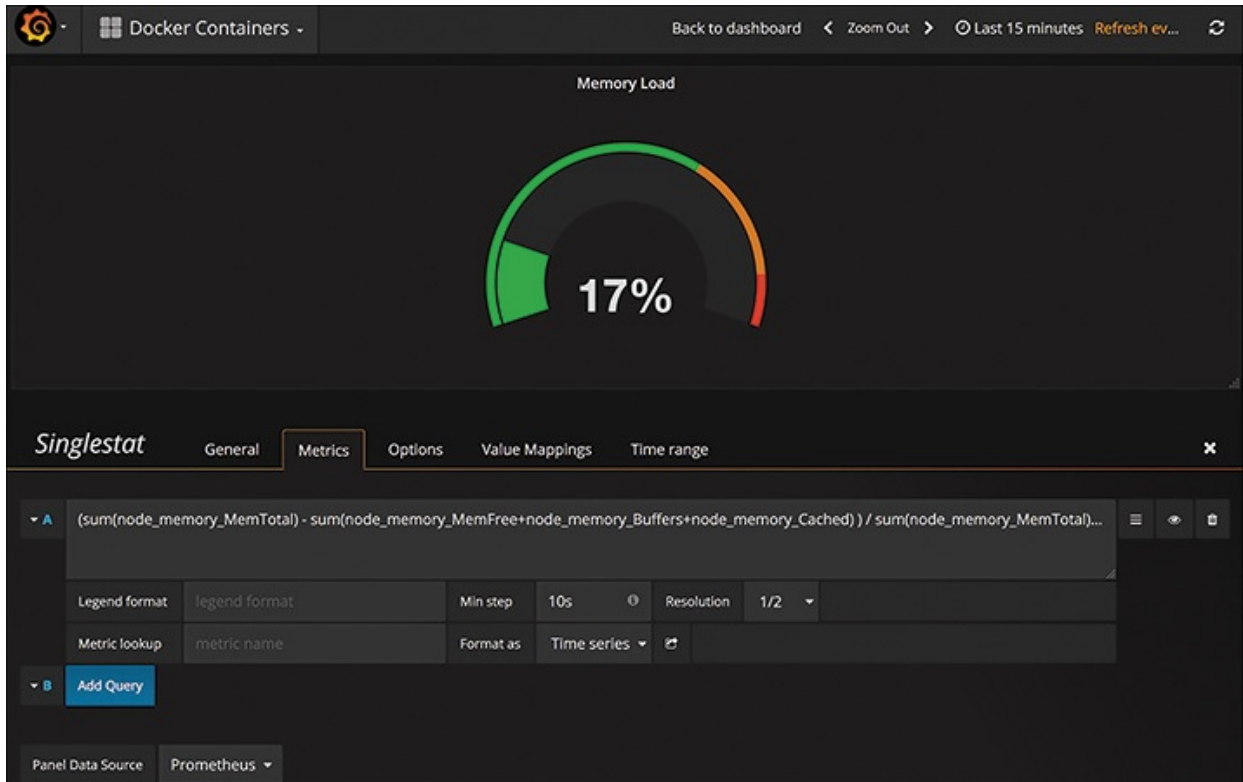 Docker Containers
Back to dashboard Zoom Out Last 15 minutes Refresh ev...
Memory Load
17%
Singlestat General Metrics Options Value Mappings Time range
A (sum(node_memory_MemTotal) - sum(node_memory_MemFree+node_memory_Buffers+node_memory_Cached) ) / sum(node_memory_MemTotal)...
Legend format legend format Min step 10s Resolution 1/2
Metric lookup metric name Format as Time series
B Add Query
Panel Data Source Prometheus